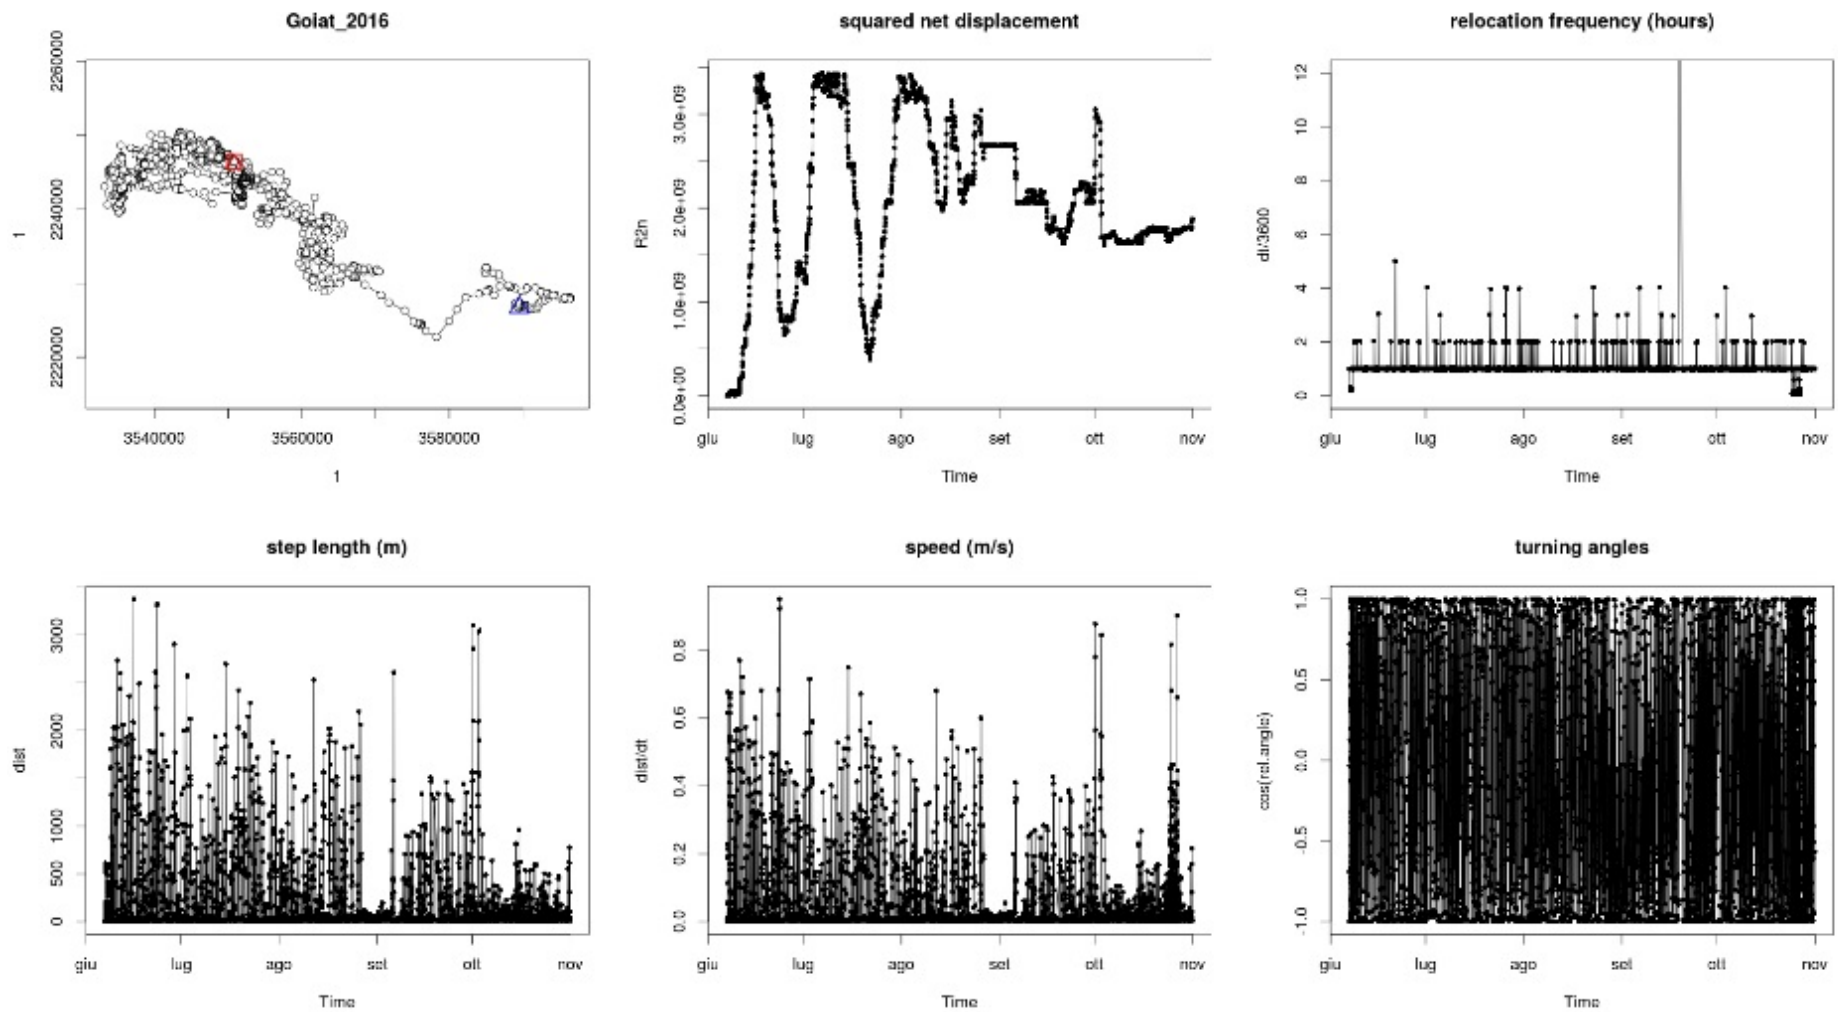 Goiat_2016
squared net displacement
relocation frequency (hours)
2260000
2240000
2220000
1
3540000
3560000
3580000
1
3.0e+09
2.0e+09
1.0e+09
0.0e+00
R2n
giu lug ago set ott nov
Time
12
10
8
6
4
2
0
dt/3600
giu lug ago set ott nov
Time
step length (m)
speed (m/s)
turning angles
3000
2000
1000
500
0
dist
giu lug ago set ott nov
Time
0.8
0.6
0.4
0.2
0.0
dist/dt
giu lug ago set ott nov
Time
1.0
0.5
0.0
-0.5
-1.0
cos(rel.angle)
giu lug ago set ott nov
Time